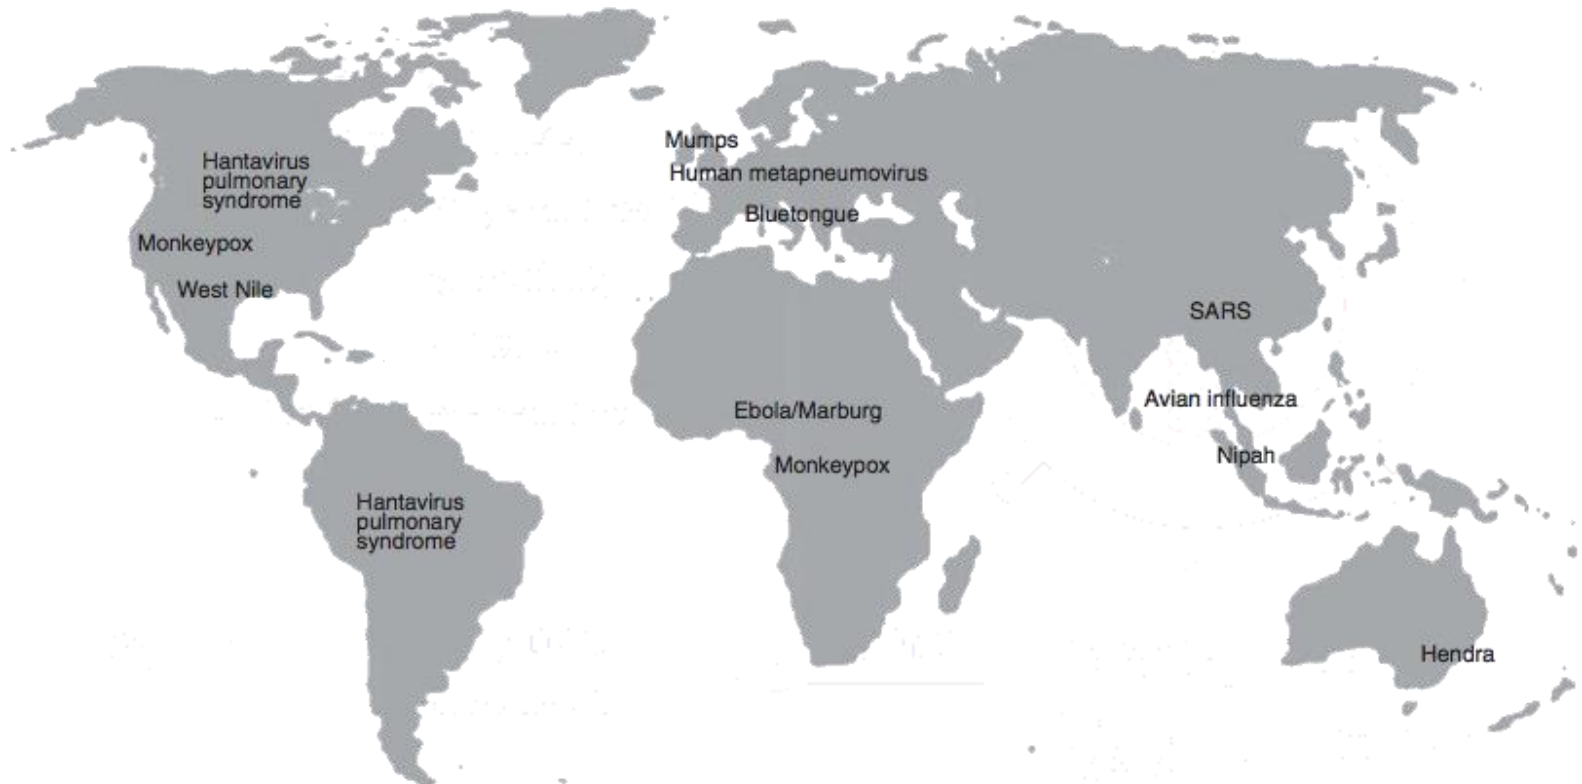 Mumps
Hantavirus
pulmonary
syndrome
Human metapneumovirus
Bluetongue
Monkeypox
West Nile
SARS
Avian influenza
Ebola/Marburg
Nipah
Monkeypox
Hantavirus
pulmonary
syndrome
Hendra